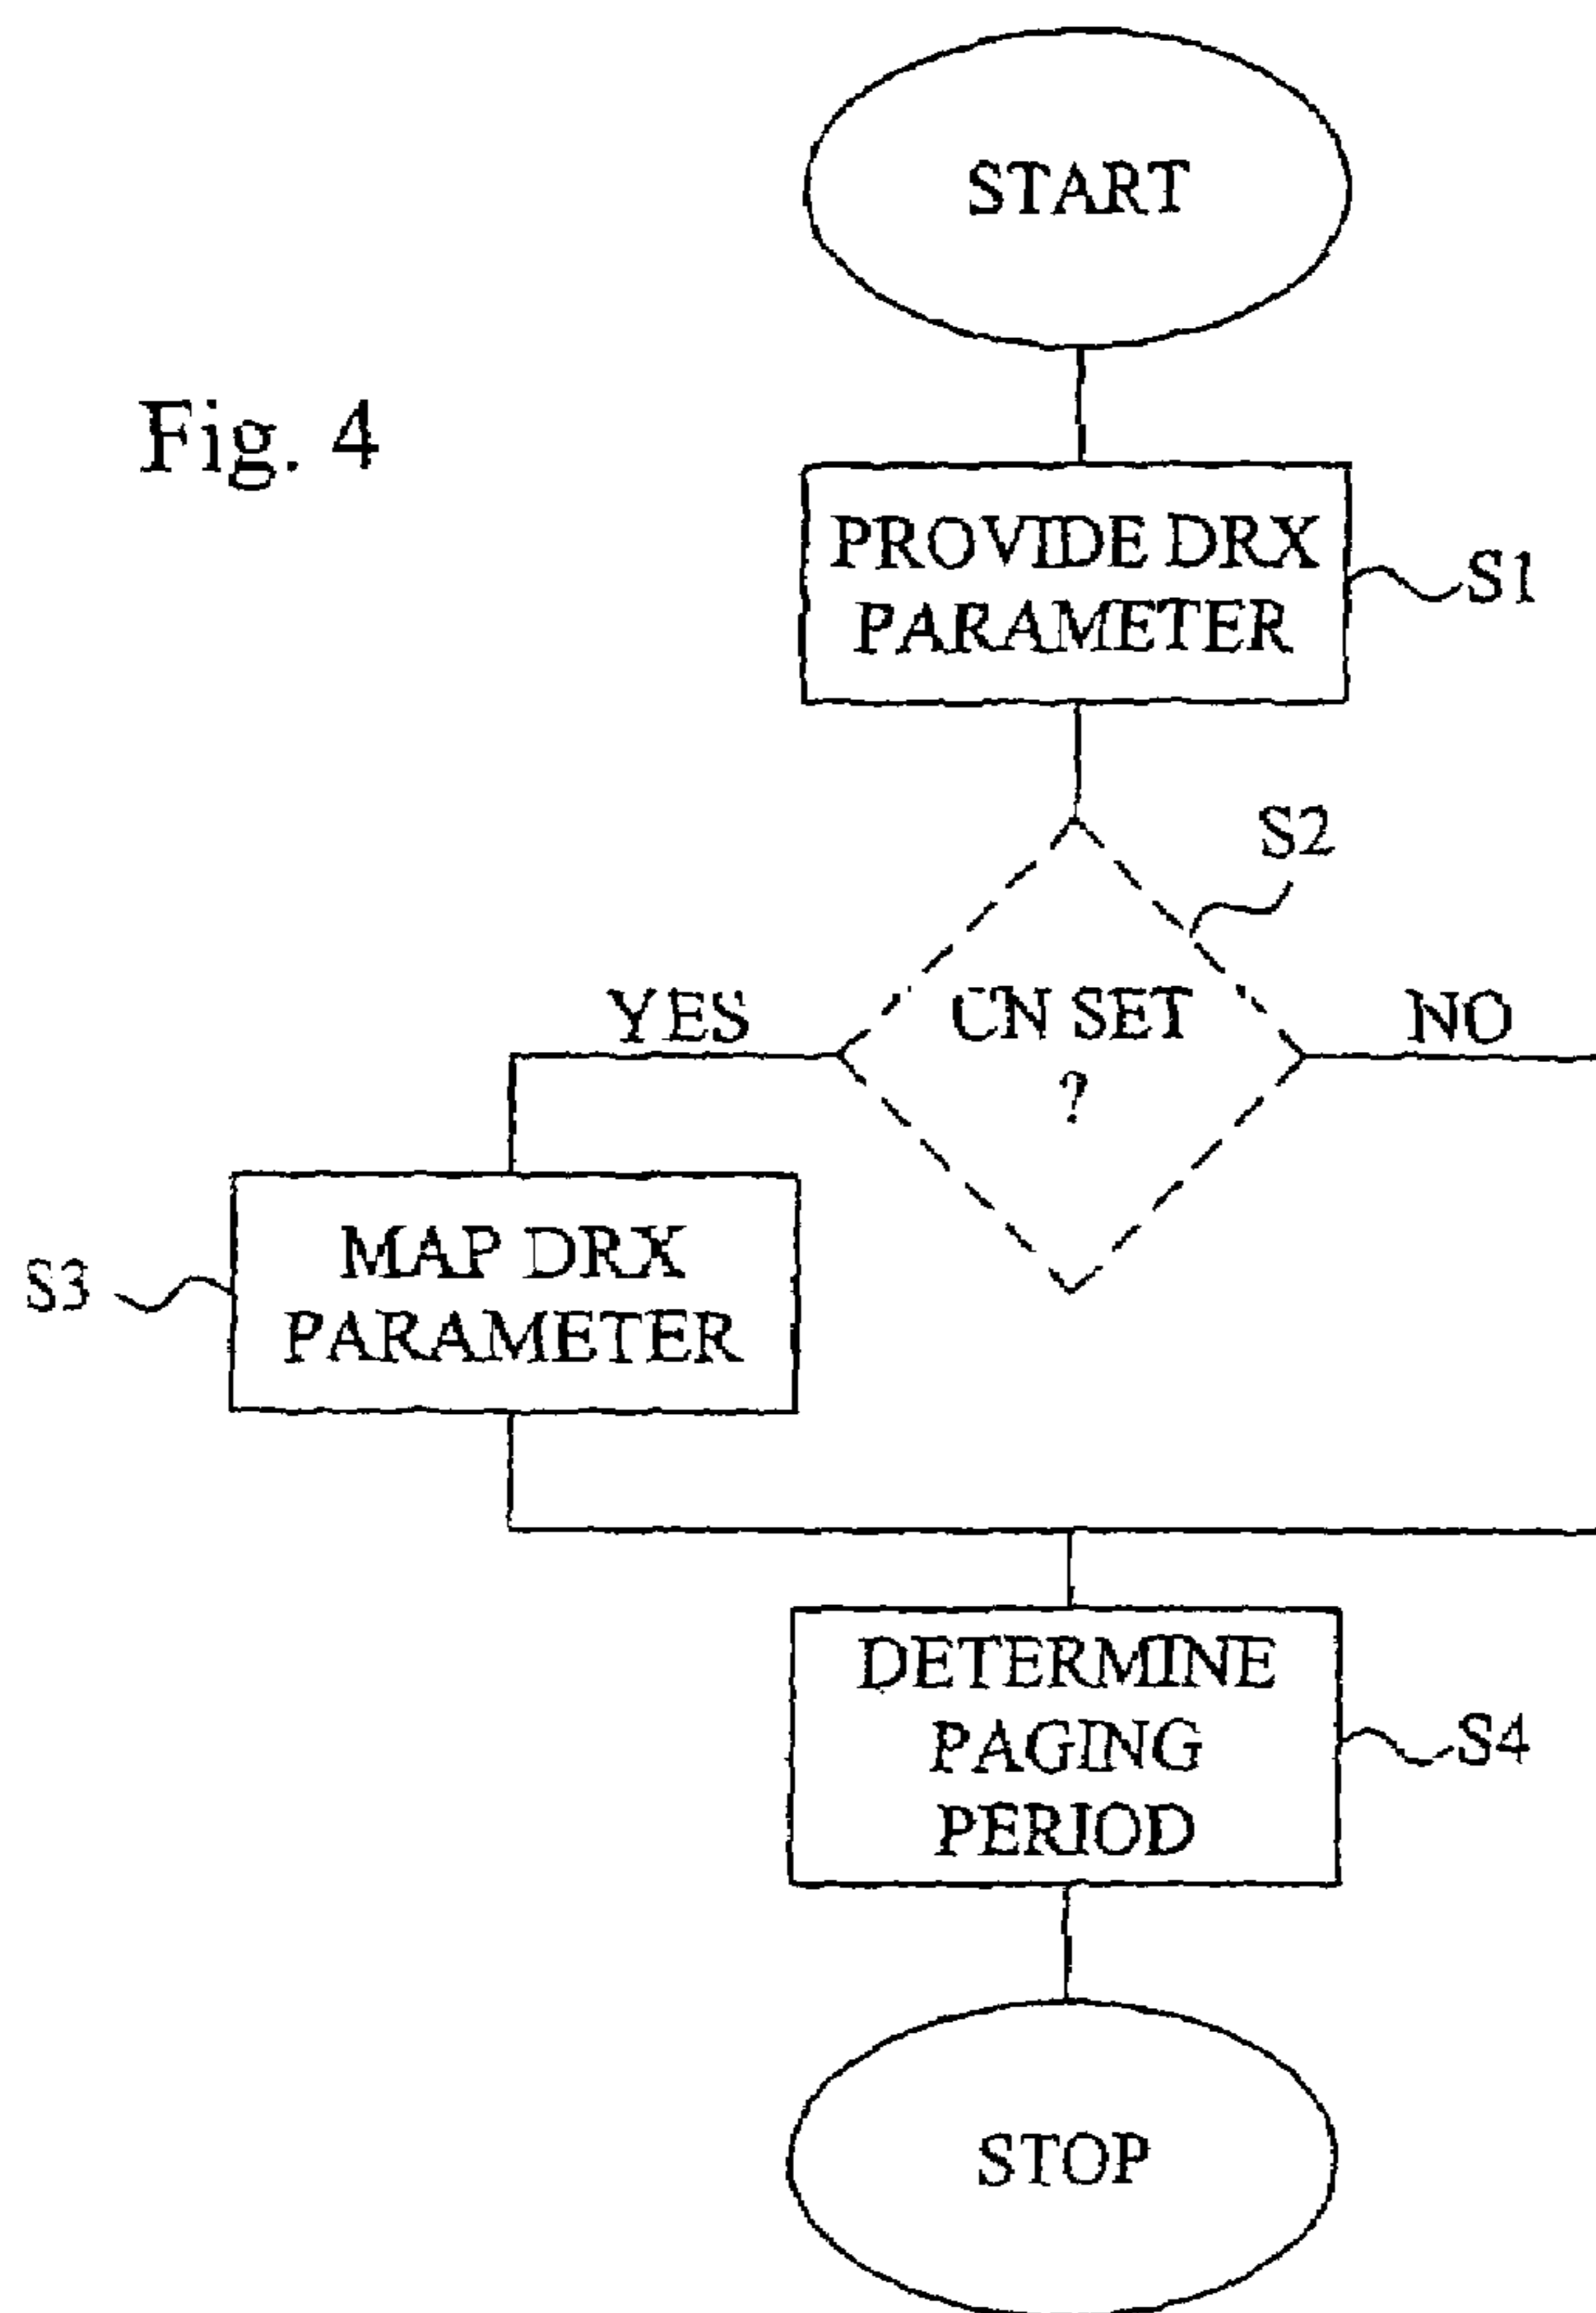 START
Fig. 4
PROVIDE DRX
PARAMETER
S1
S2
YES
CN SET
?
NO
MAP DRX
PARAMETER
S3
DETERMINE
PAGING
PERIOD
S4
STOP